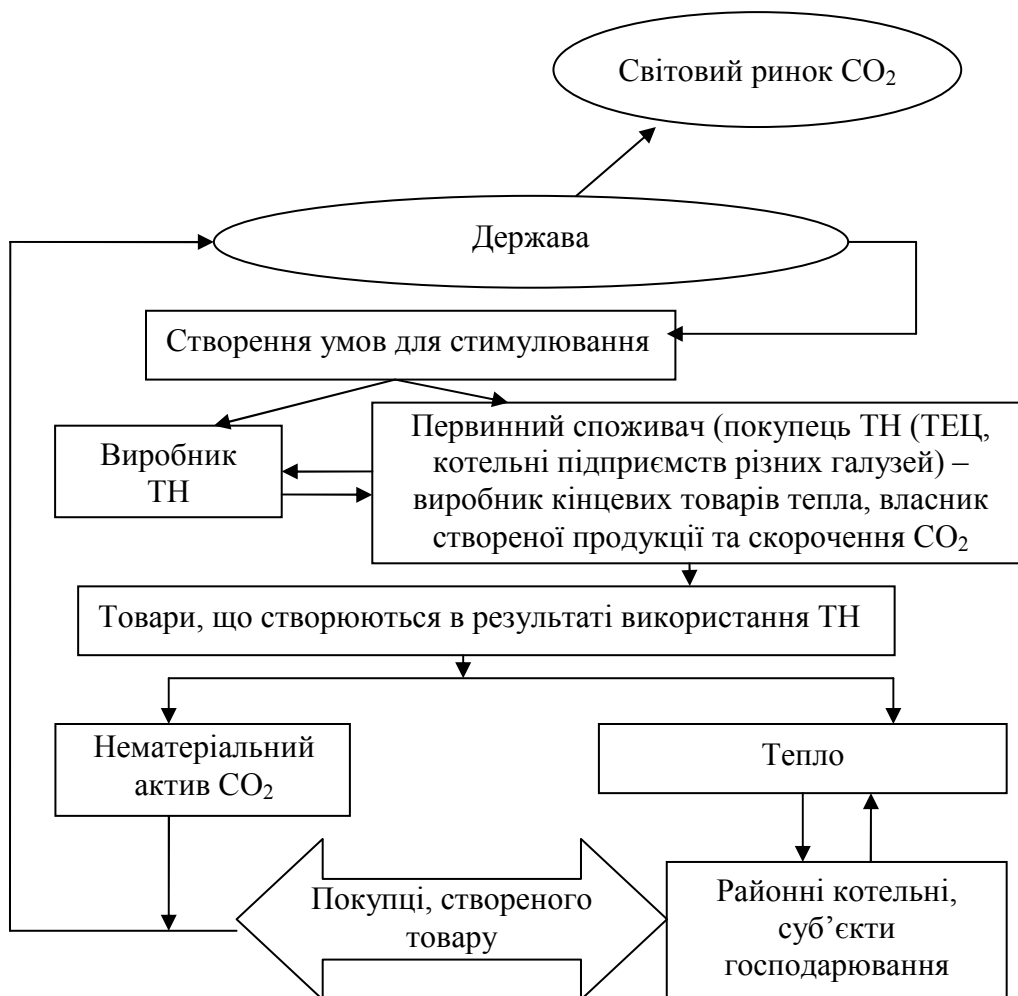 Світовий ринок CO₂
Держава
Створення умов для стимулювання
Виробник
ТН
Первинний споживач (покупець ТН (ТЕЦ,
котельні підприємств різних галузей) –
виробник кінцевих товарів тепла, власник
створеної продукції та скорочення CO₂
Товари, що створюються в результаті використання ТН
Нематеріальний
актив CO₂
Тепло
Покупці, створеного
товару
Районні котельні,
суб’єкти
господарювання